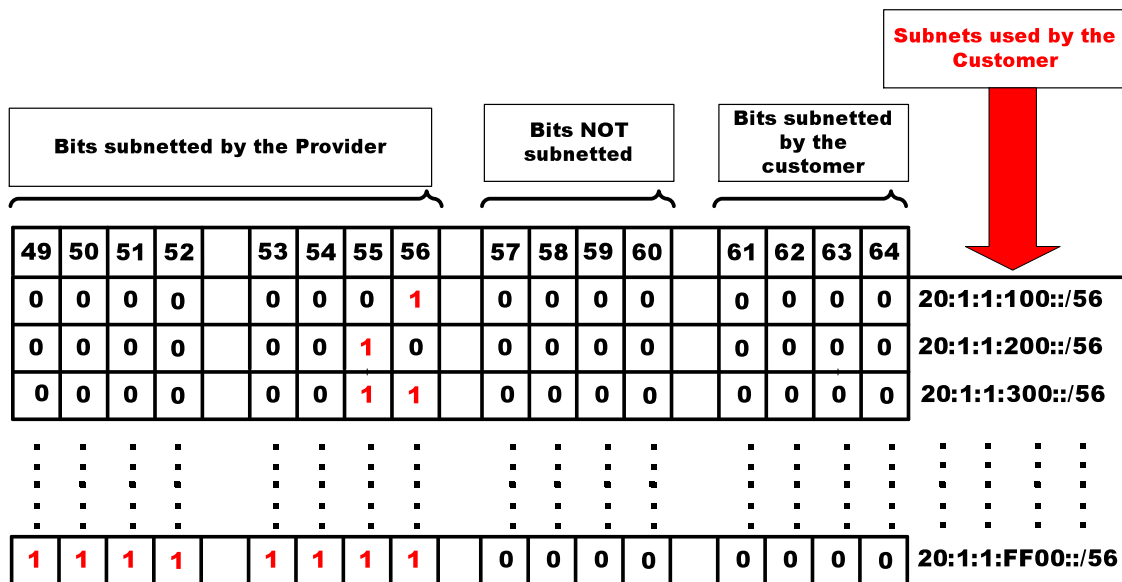 Subnets used by the
Customer
Bits subnetted by the Provider
Bits NOT
subnetted
Bits subnetted
by the
customer
49 50 51 52 53 54 55 56 57 58 59 60 61 62 63 64
0 0 0 0 0 0 0 1 0 0 0 0 0 0 0 0 20:1:1:100::/56
0 0 0 0 0 0 1 0 0 0 0 0 0 0 0 0 20:1:1:200::/56
0 0 0 0 0 0 1 1 0 0 0 0 0 0 0 0 20:1:1:300::/56
1 1 1 1 1 1 1 1 0 0 0 0 0 0 0 0 20:1:1:FF00::/56